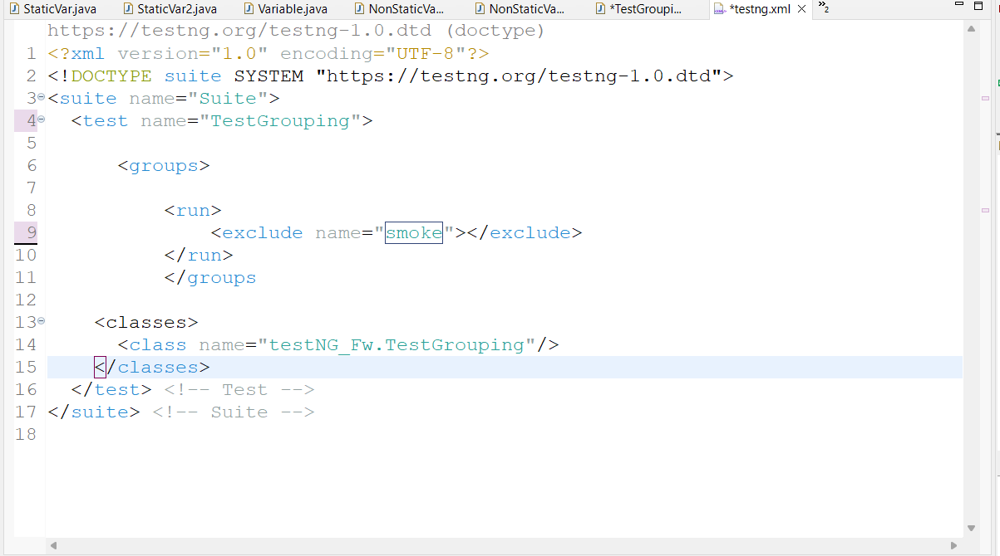 StaticVar.java StaticVar2.java Variable.java NonStaticVa... NonStaticVa... *TestGroupi... *testng.xml »2
https://testng.org/testng-1.0.dtd (doctype)
1 <?xml version="1.0" encoding="UTF-8"?>
2 <!DOCTYPE suite SYSTEM "https://testng.org/testng-1.0.dtd">
3 <suite name="Suite">
4 <test name="TestGrouping">
5
6 <groups>
7
8 <run>
9 <exclude name="smoke"></exclude>
10 </run>
11 </groups
12
13 <classes>
14 <class name="testNG_Fw.TestGrouping"/>
15 </classes>
16 </test> <!-- Test -->
17 </suite> <!-- Suite -->
18